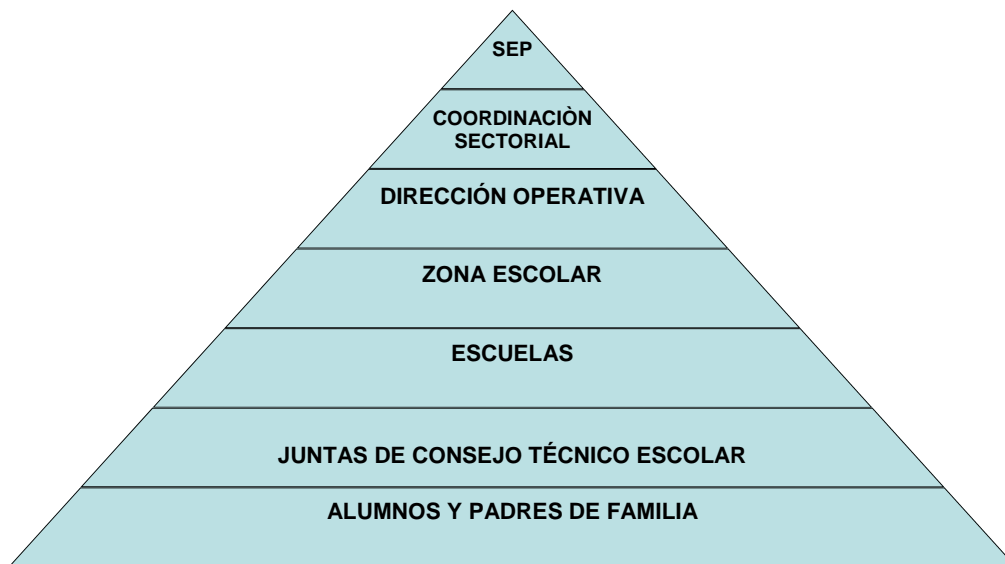 SEP
COORDINACIÒN
SECTORIAL
DIRECCIÓN OPERATIVA
ZONA ESCOLAR
ESCUELAS
JUNTAS DE CONSEJO TÉCNICO ESCOLAR
ALUMNOS Y PADRES DE FAMILIA